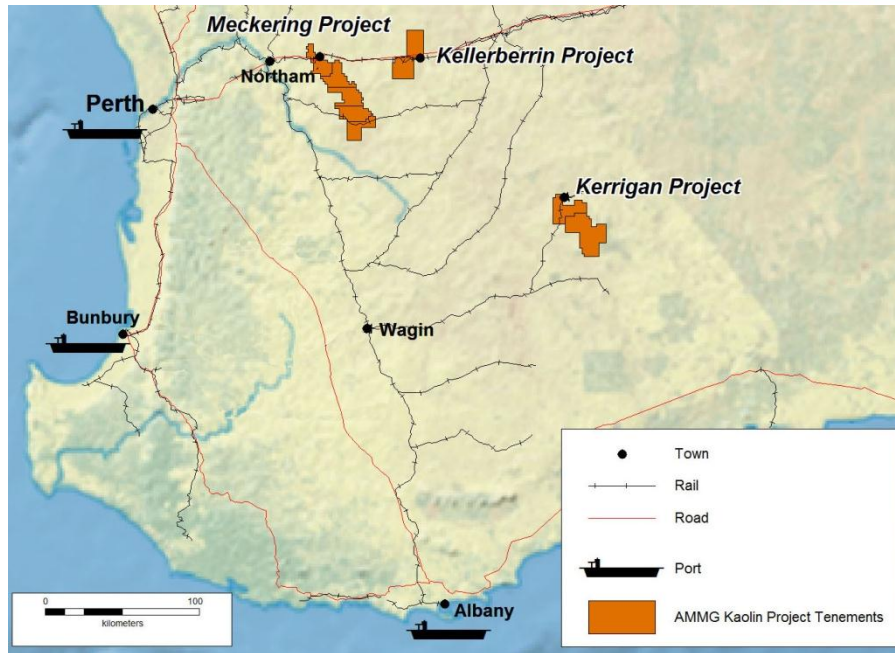 Meckering Project
Kellerberrin Project
Northam
Perth
Kerrigan Project
Bunbury
Wagin
Albany
Town
Rail
Road
Port
AMMG Kaolin Project Tenements
0 100
kilometers